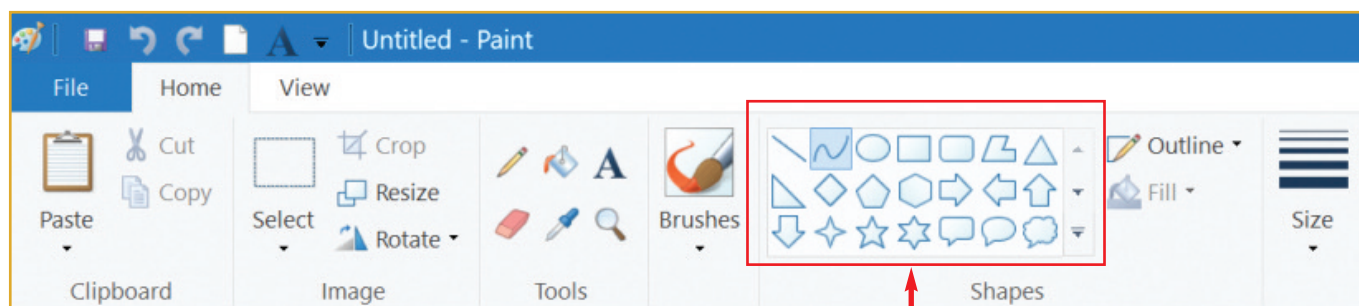 Untitled - Paint
File Home View
Cut
Copy
Paste
Clipboard
Select
Crop
Resize
Rotate
Image
Tools
Brushes
Shapes
Outline
Fill
Size